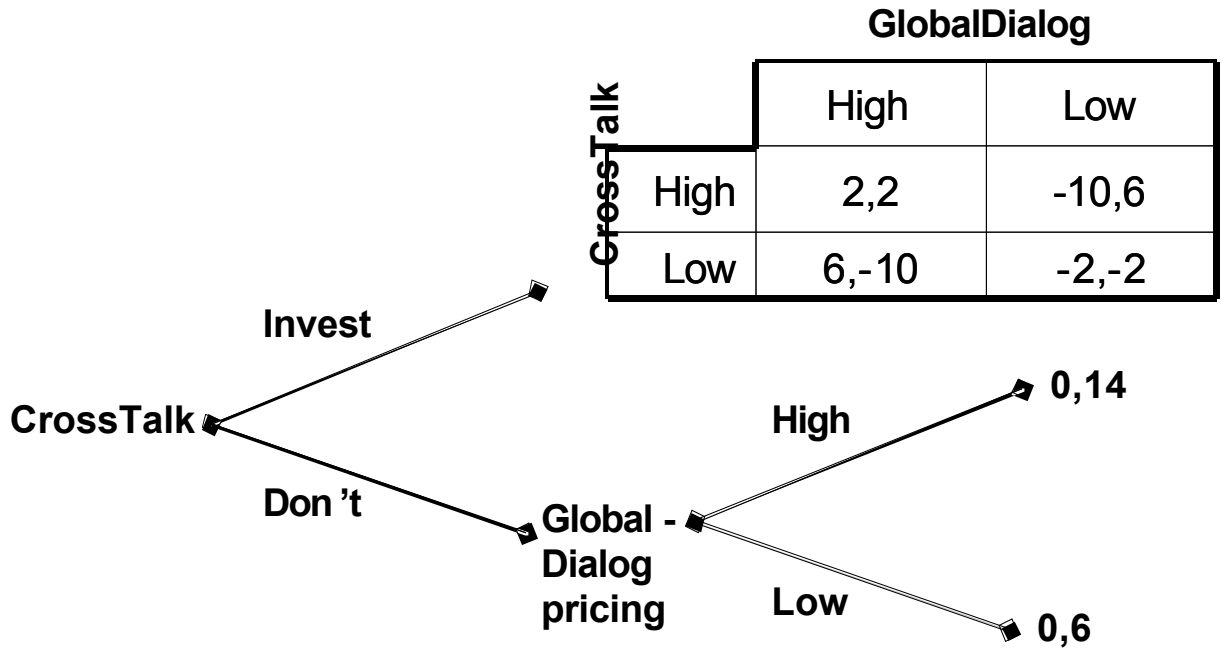 GlobalDialog
CrossTalk
High Low
High 2,2 -10,6
Low 6,-10 -2,-2
Invest
CrossTalk
Don 't
Global -
Dialog
pricing
High
0,14
Low
0,6